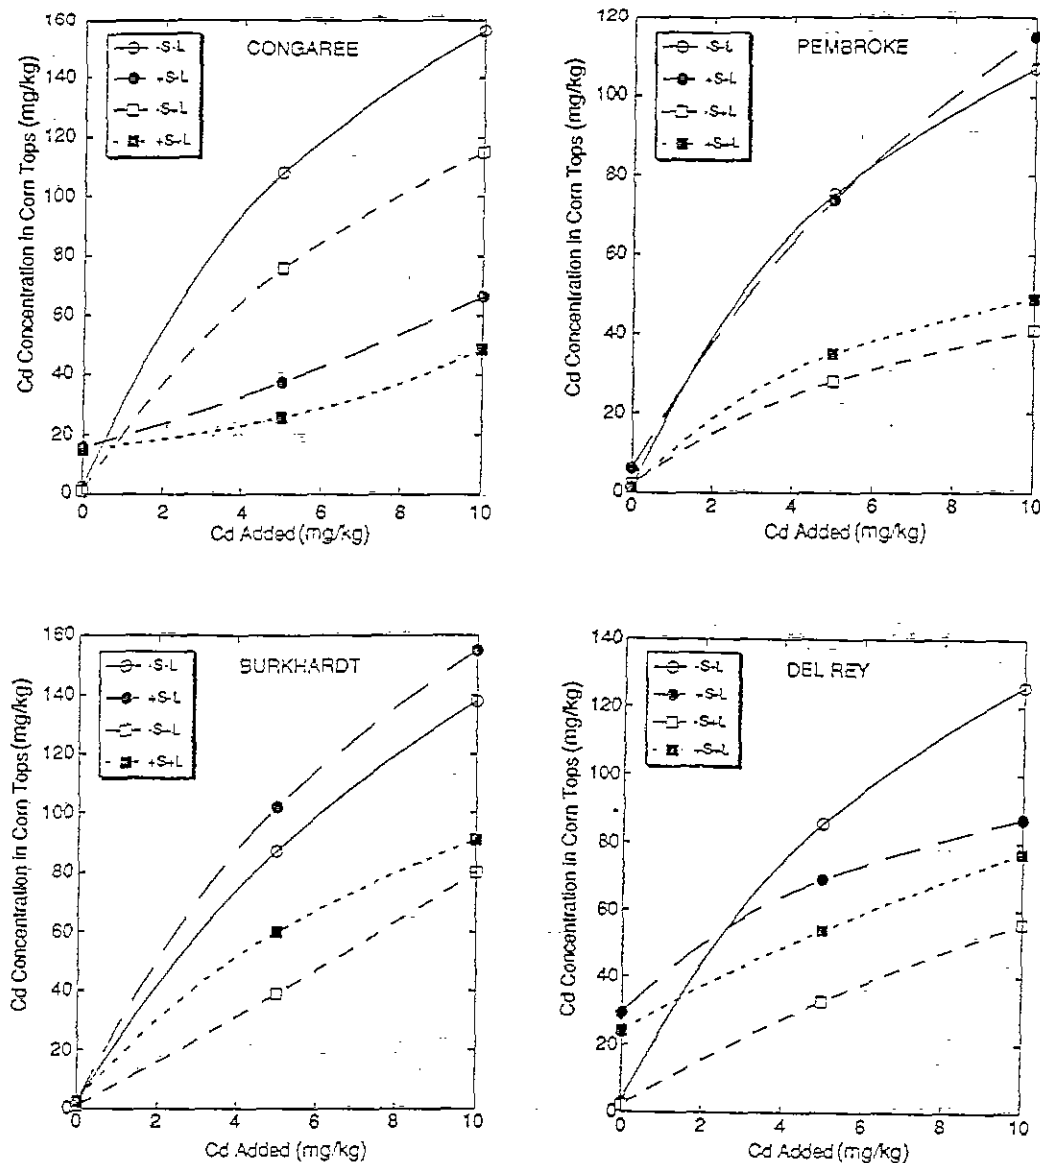 CONGAREE
-S-L
+S-L
-S-L
+S-L
Cd Concentration in Corn Tops (mg/kg)
0
20
40
60
80
100
120
140
160
0
2
4
6
8
10
Cd Added (mg/kg)
PEMBROKE
-S-L
+S-L
-S+L
+S-L
Cd Concentration in Corn Tops (mg/kg)
0
20
40
60
80
100
120
0
2
4
6
8
10
Cd Added (mg/kg)
BURKHARDT
-S-L
+S-L
-S-L
+S+L
Cd Concentration in Corn Tops (mg/kg)
0
20
40
60
80
100
120
140
160
0
2
4
6
8
10
Cd Added (mg/kg)
DEL REY
-S-L
-S-L
-S-L
+S+L
Cd Concentration in Corn Tops (mg/kg)
0
20
40
60
80
100
120
140
0
2
4
6
8
10
Cd Added (mg/kg)